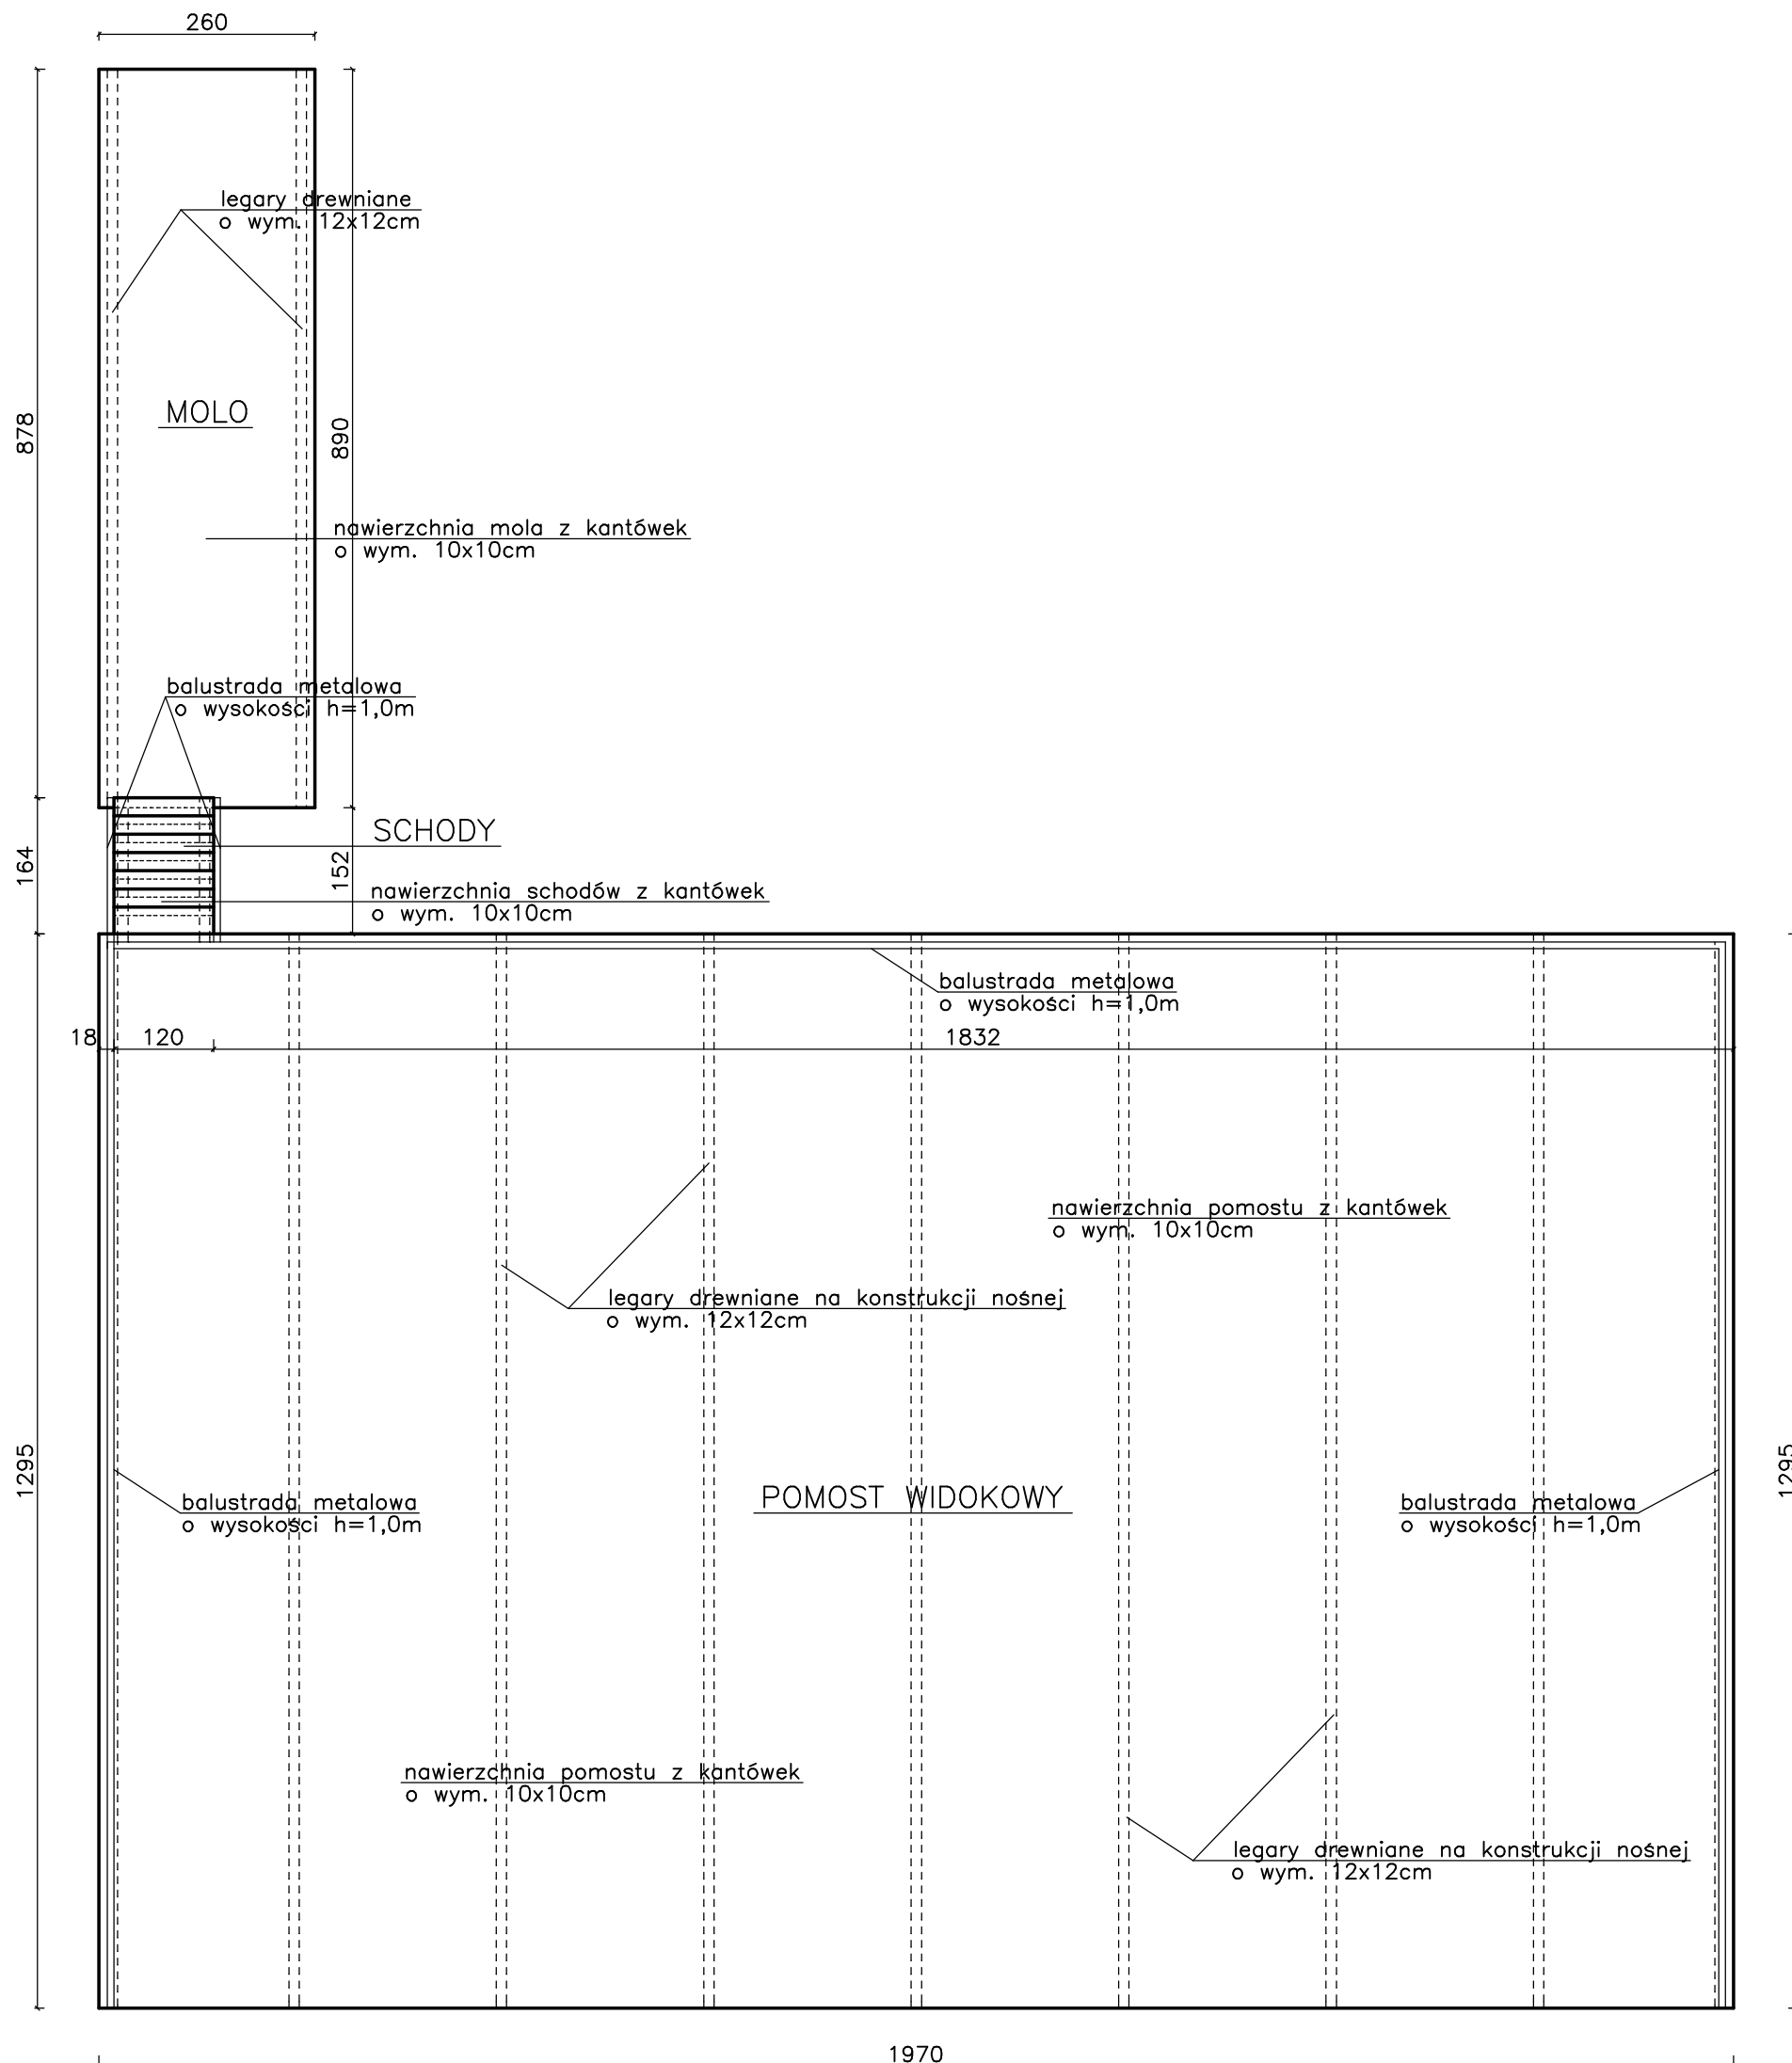 260
legary drewniane
o wym. 12x12cm
MOLO
878
890
nawierzchnia mola z kantówek
o wym. 10x10cm
balustrada metalowa
o wysokości h=1,0m
SCHODY
164
152
nawierzchnia schodów z kantówek
o wym. 10x10cm
balustrada metalowa
o wysokości h=1,0m
18
120
1832
nawierzchnia pomostu z kantówek
o wym. 10x10cm
legary drewniane na konstrukcji nośnej
o wym. 12x12cm
1295
1295
POMOST WIDOKOWY
balustrada metalowa
o wysokości h=1,0m
balustrada metalowa
o wysokości h=1,0m
nawierzchnia pomostu z kantówek
o wym. 10x10cm
legary drewniane na konstrukcji nośnej
o wym. 12x12cm
1970